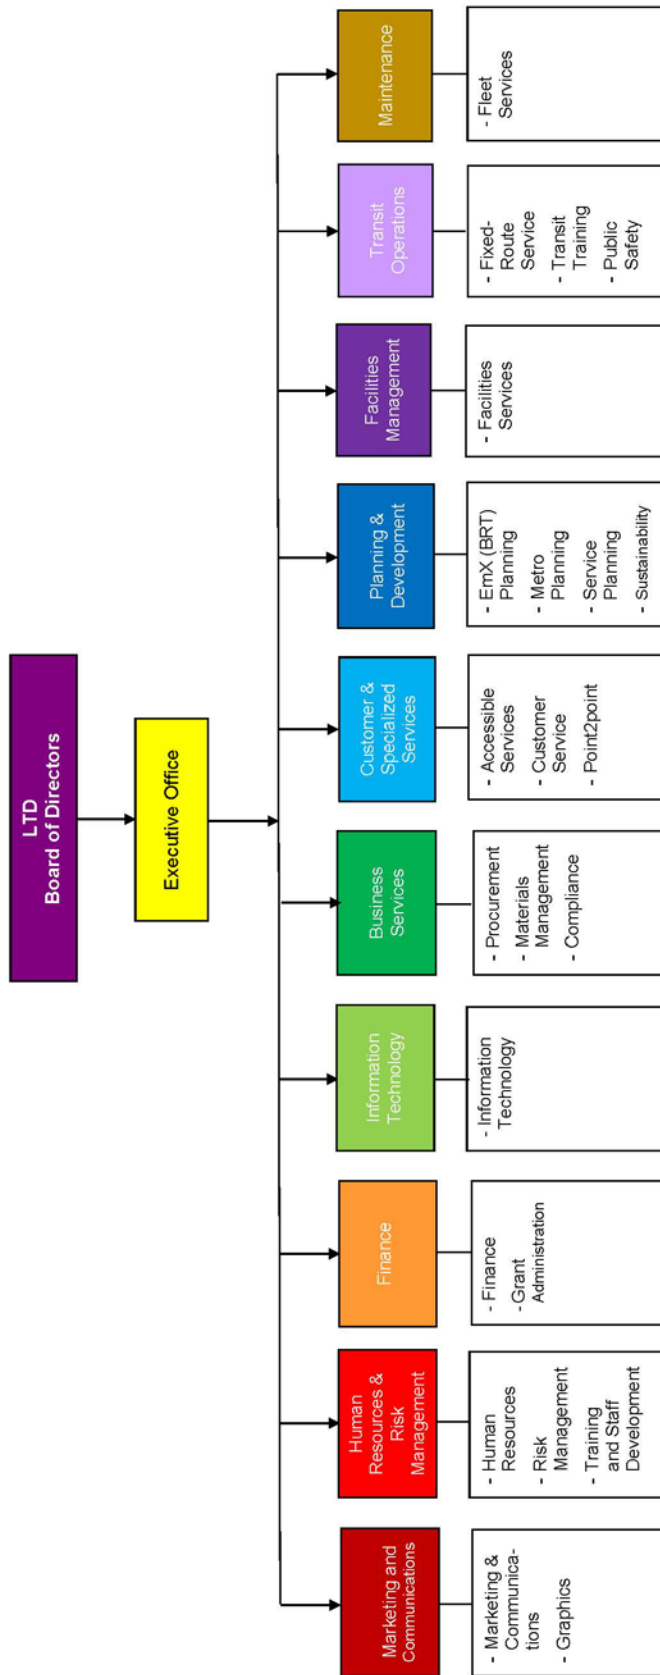 LTD
Board of Directors
Executive Office
Marketing and
Communications
Human
Resources &
Risk
Management
Finance
Information
Technology
Business
Services
Customer &
Specialized
Services
Planning &
Development
Facilities
Management
Transit
Operations
Maintenance
- Marketing &
Communica-
tions
- Graphics
- Human
Resources
- Risk
Management
- Training
and Staff
Development
- Finance
- Grant
Administration
- Information
Technology
- Procurement
- Materials
Management
- Compliance
- Accessible
Services
- Customer
Service
- Point2point
- EmX (BRT)
Planning
- Metro
Planning
- Service
Planning
- Sustainability
- Facilities
Services
- Fixed-
Route
Service
- Transit
Training
- Public
Safety
- Fleet
Services